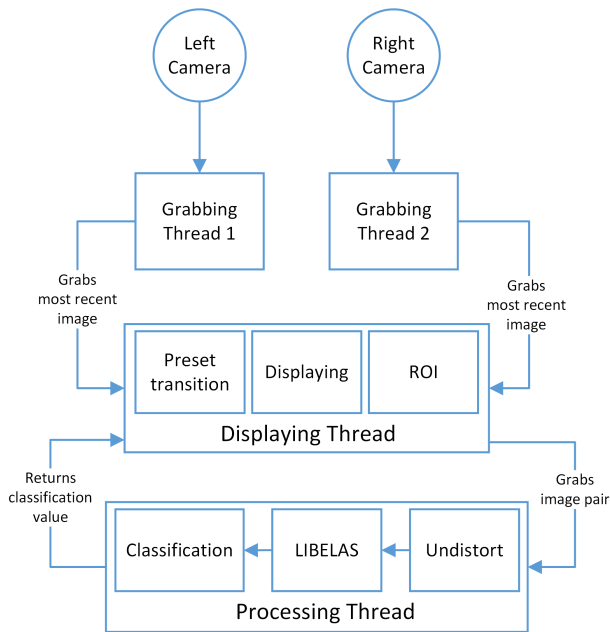 Left
Camera
Right
Camera
Grabbing
Thread 1
Grabbing
Thread 2
Grabs
most recent
image
Grabs
most recent
image
Preset
transition
Displaying
ROI
Displaying Thread
Returns
classification
value
Grabs
image pair
Classification
LIBELAS
Undistort
Processing Thread